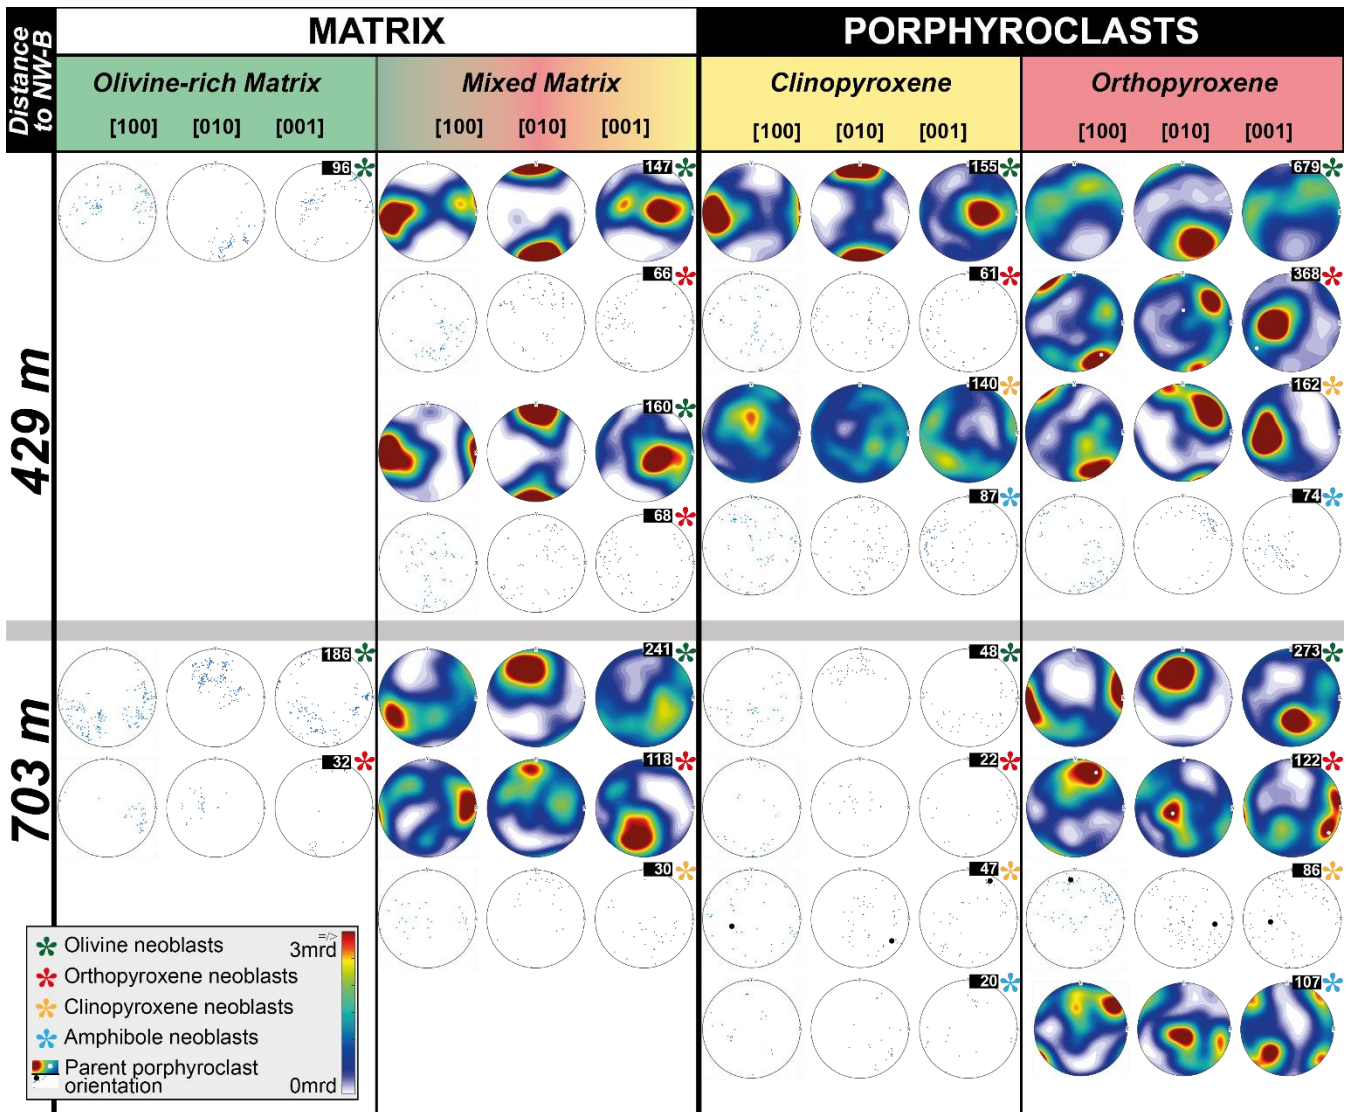 Distance to NW-B
MATRIX
PORPHYROCLASTS
Olivine-rich Matrix
Mixed Matrix
Clinopyroxene
Orthopyroxene
[100] [010] [001]
[100] [010] [001]
[100] [010] [001]
[100] [010] [001]
429 m
96
147
155
679
66
61
368
160
140
162
68
87
74
703 m
186
241
48
273
32
118
22
122
30
47
86
20
107
Olivine neoblasts
Orthopyroxene neoblasts
Clinopyroxene neoblasts
Amphibole neoblasts
Parent porphyroclast
orientation
3mrd
0mrd